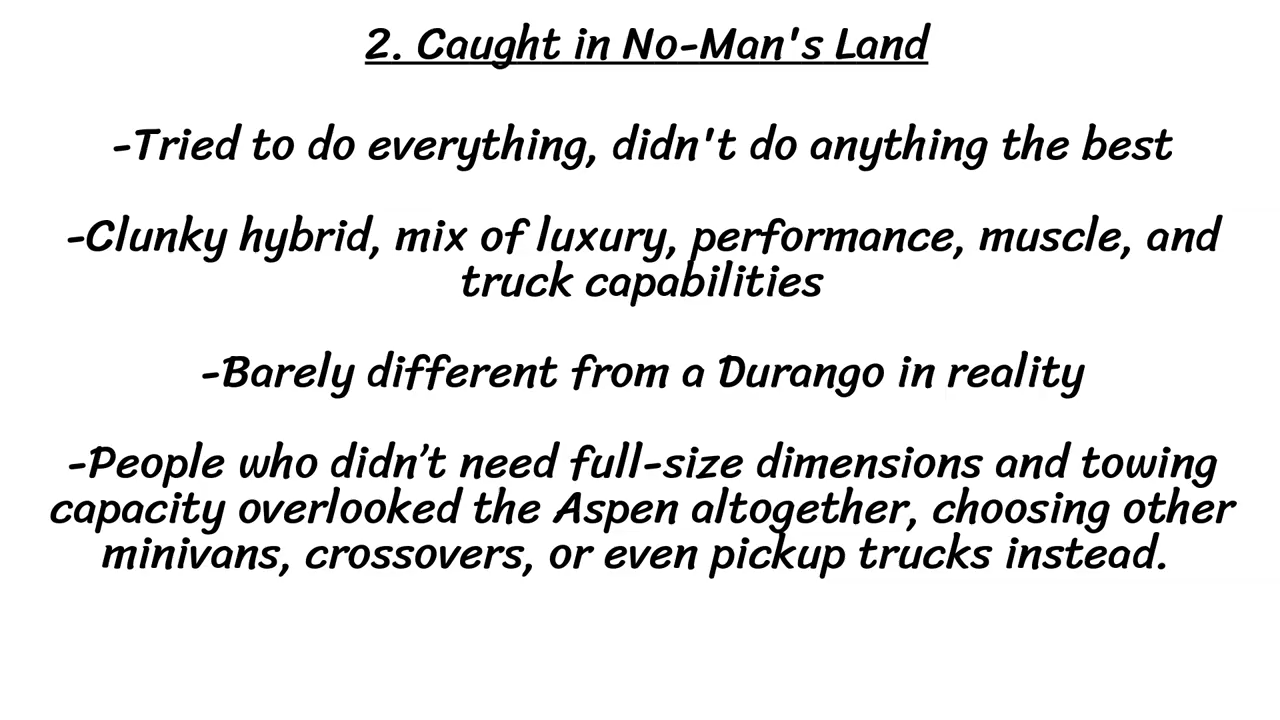 2. Caught in No-Man's Land
-Tried to do everything, didn't do anything the best
-Clunky hybrid, mix of luxury, performance, muscle, and
truck capabilities
-Barely different from a Durango in reality
-People who didn’t need full-size dimensions and towing
capacity overlooked the Aspen altogether, choosing other
minivans, crossovers, or even pickup trucks instead.